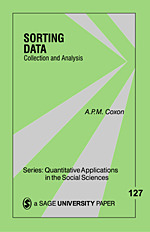 SORTING
DATA
Collection and Analysis
A.P.M. Coxon
Series: Quantitative Applications
in the Social Sciences
127
a SAGE UNIVERSITY PAPER